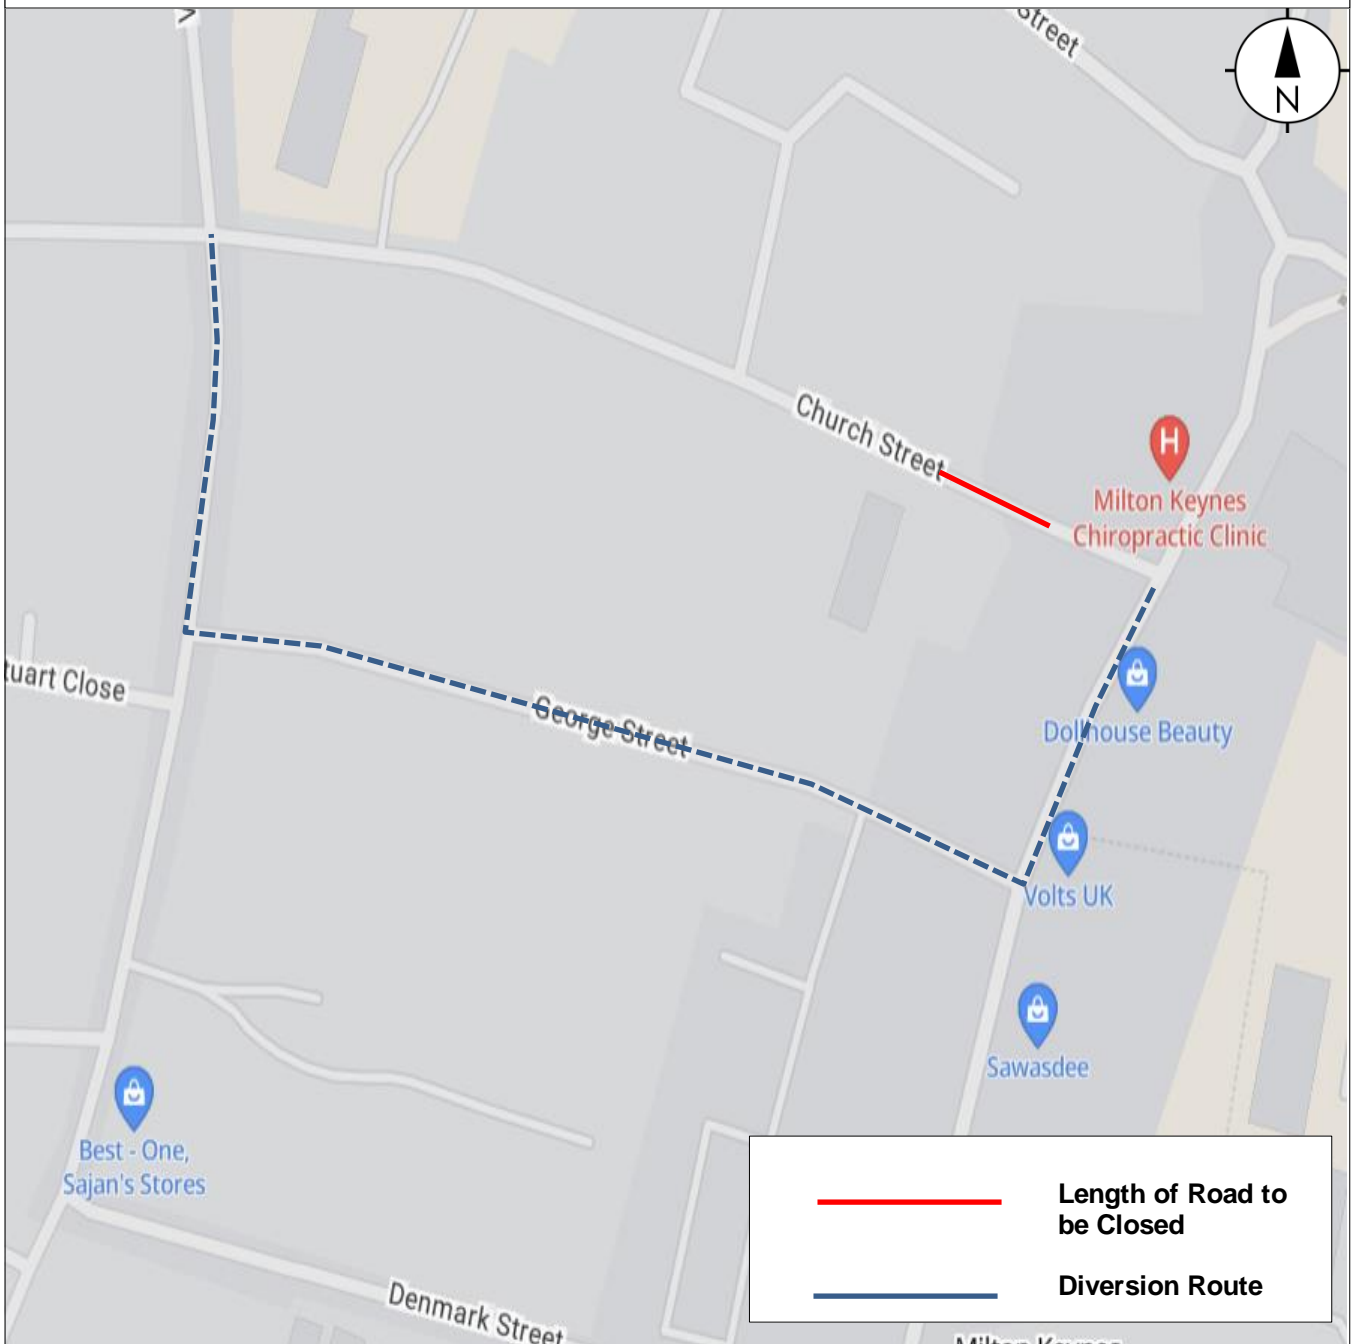 Street
N
Church Street
H
Milton Keynes
Chiropractic Clinic
tuart Close
George Street
Dollhouse Beauty
Volts UK
Sawasdee
Best - One,
Sajan's Stores
Length of Road to
be Closed
Diversion Route
Denmark Street